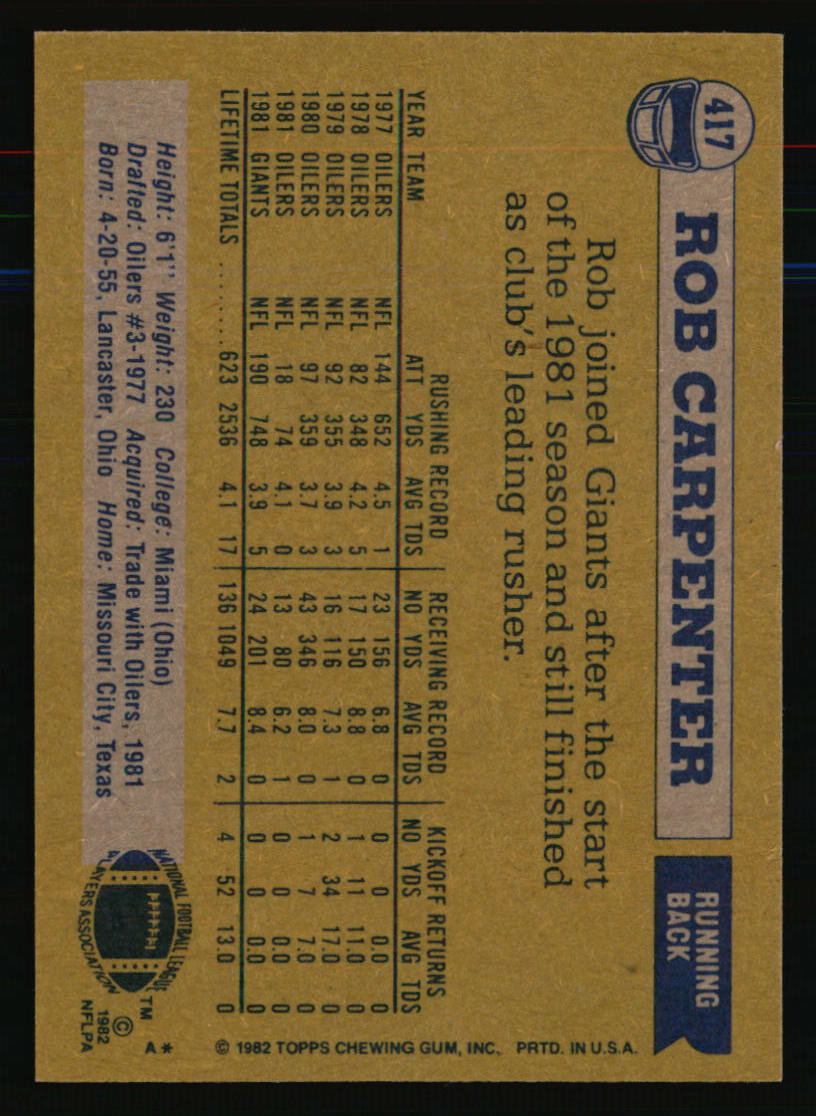 417
ROB CARPENTER
RUNNING
BACK
Rob joined Giants after the start
of the 1981 season and still finished
as club's leading rusher.
RUSHING RECORD RECEIVING RECORD KICKOFF RETURNS
YEAR TEAM ATT YDS AVG TDS NO YDS AVG TDS NO YDS AVG TDS
1977 OILERS NFL 144 652 4.5 1 23 156 6.8 0 0 0 0.0 0
1978 OILERS NFL 82 348 4.2 5 17 150 8.8 0 1 11 11.0 0
1979 OILERS NFL 92 355 3.9 3 16 116 7.3 1 2 34 17.0 0
1980 OILERS NFL 97 359 3.7 3 43 346 8.0 0 1 7 7.0 0
1981 OILERS NFL 18 74 4.1 0 13 80 6.2 1 0 0 0.0 0
1981 GIANTS NFL 190 748 3.9 5 24 201 8.4 0 0 0 0.0 0
LIFETIME TOTALS ........ 623 2536 4.1 17 136 1049 7.7 2 4 52 13.0 0
Height: 6'1" Weight: 230 College: Miami (Ohio)
Drafted: Oilers #3-1977 Acquired: Trade with Oilers, 1981
Born: 4-20-55, Lancaster, Ohio Home: Missouri City, Texas
NATIONAL FOOTBALL LEAGUE
PLAYERS ASSOCIATION
TM
© 1982
NFLPA
A*
© 1982 TOPPS CHEWING GUM, INC. PRTD. IN U.S.A.